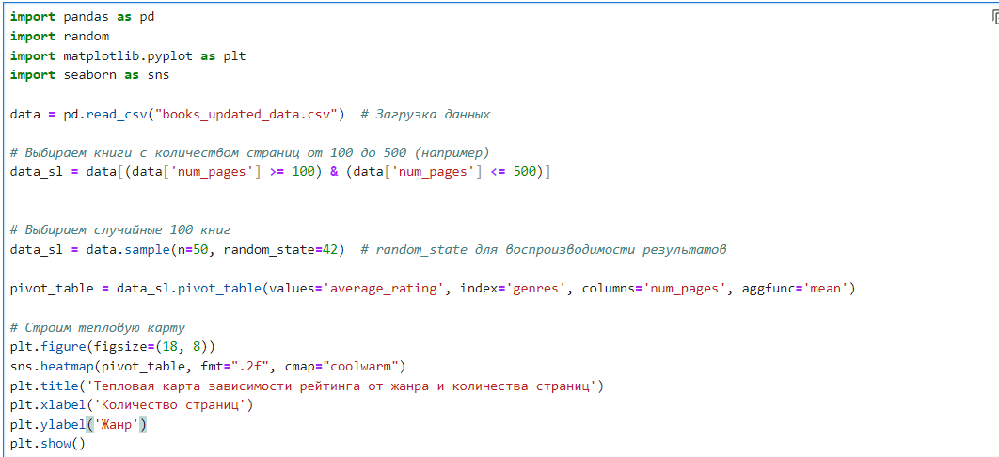 import pandas as pd
import random
import matplotlib.pyplot as plt
import seaborn as sns
data = pd.read_csv("books_updated_data.csv")  # Загрузка данных
# Выбираем книги с количеством страниц от 100 до 500 (например)
data_sl = data[(data['num_pages'] >= 100) & (data['num_pages'] <= 500)]
# Выбираем случайные 100 книг
data_sl = data.sample(n=50, random_state=42)  # random_state для воспроизводимости результатов
pivot_table = data_sl.pivot_table(values='average_rating', index='genres', columns='num_pages', aggfunc='mean')
# Строим тепловую карту
plt.figure(figsize=(18, 8))
sns.heatmap(pivot_table, fmt=".2f", cmap="coolwarm")
plt.title('Тепловая карта зависимости рейтинга от жанра и количества страниц')
plt.xlabel('Количество страниц')
plt.ylabel('Жанр')
plt.show()